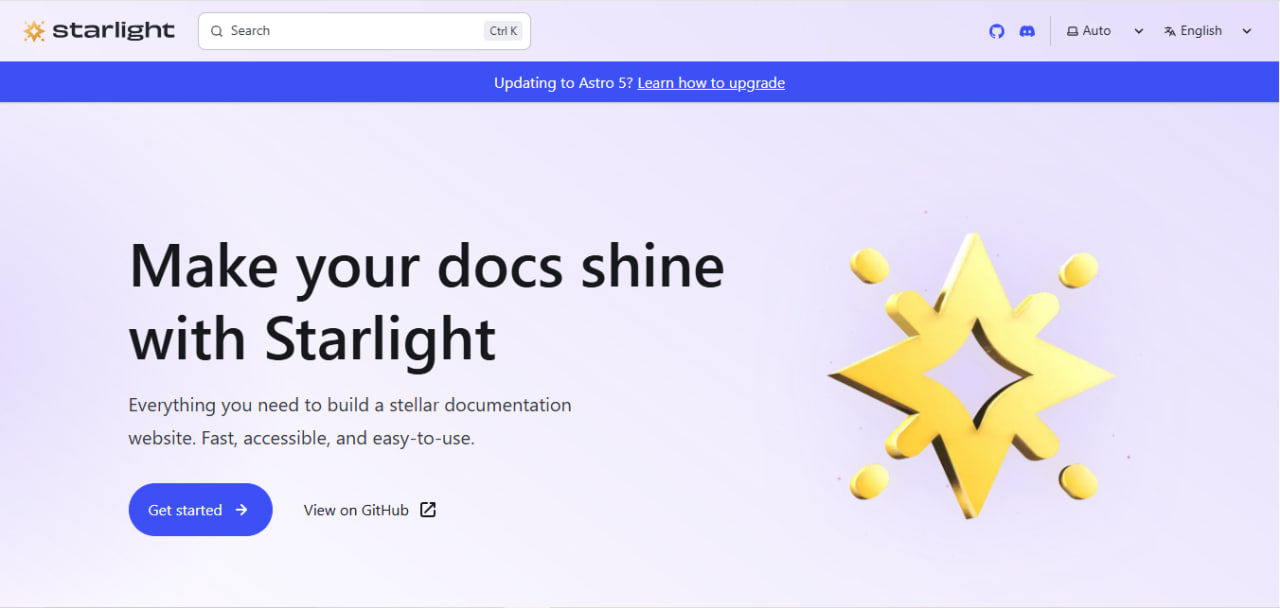 starlight
Search
Ctrl K
Auto
English
Updating to Astro 5? Learn how to upgrade
Make your docs shine
with Starlight
Everything you need to build a stellar documentation
website. Fast, accessible, and easy-to-use.
Get started
View on GitHub